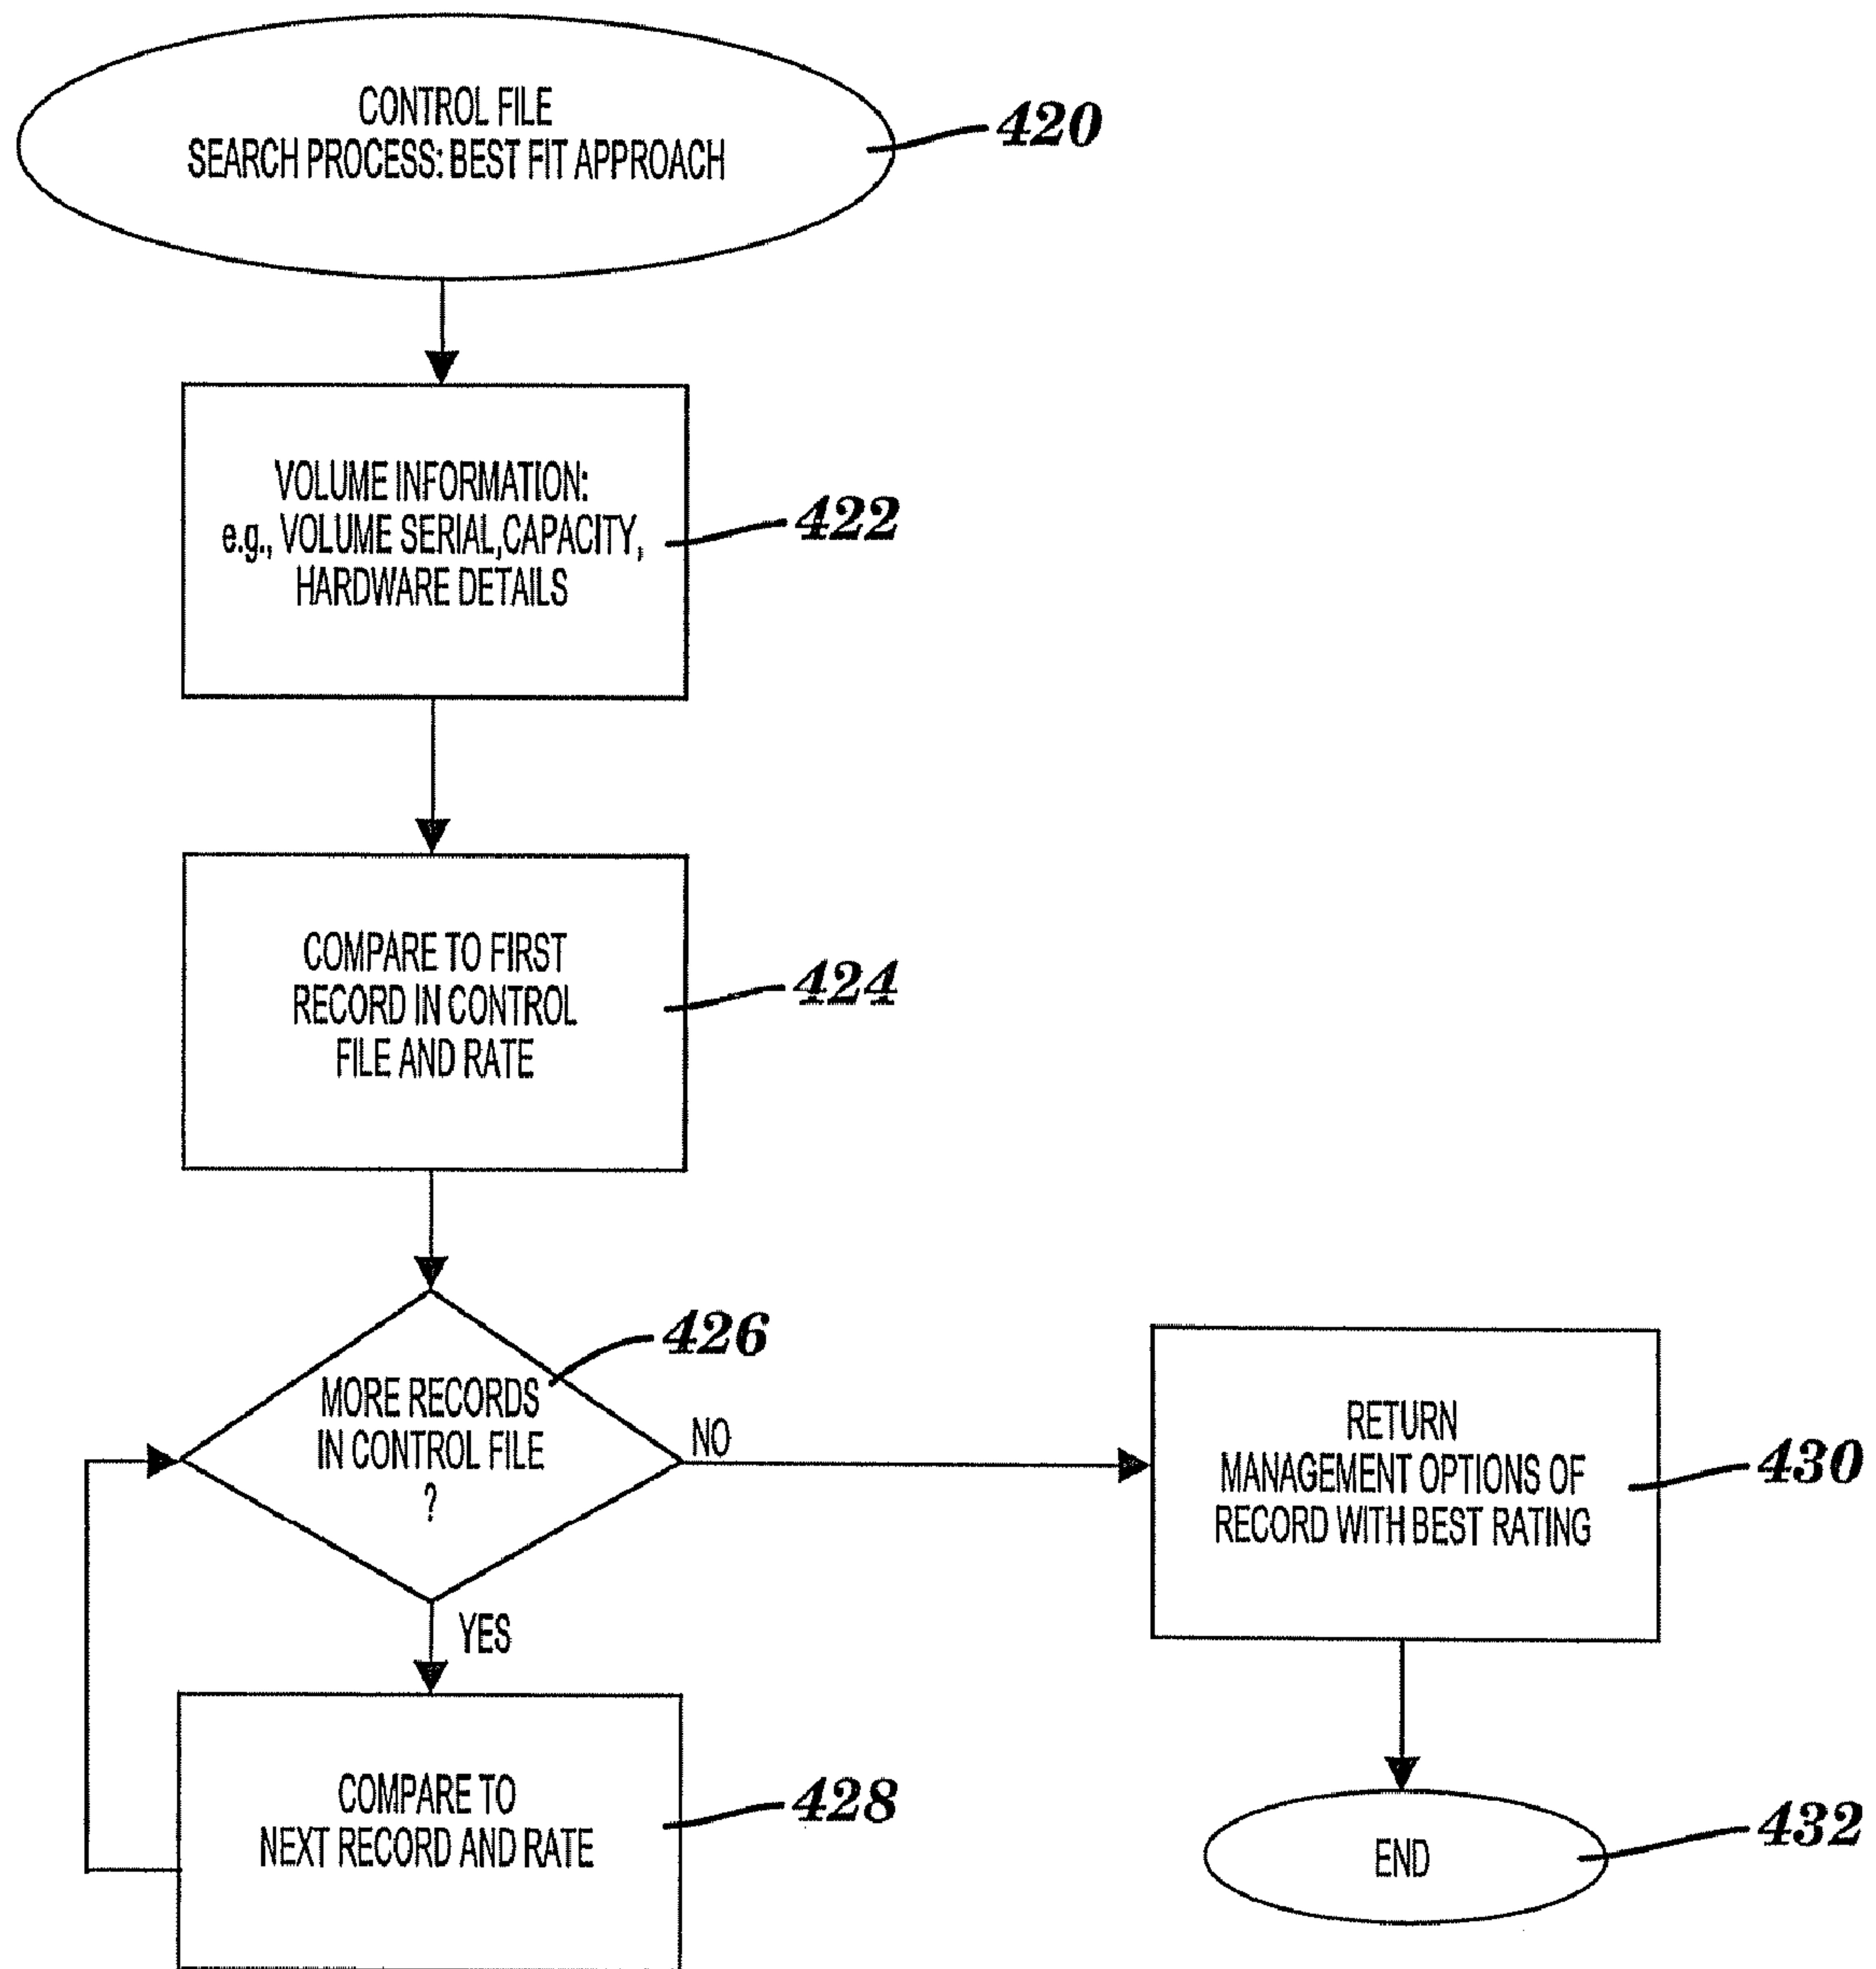 CONTROL FILE
SEARCH PROCESS: BEST FIT APPROACH
420
VOLUME INFORMATION:
e.g., VOLUME SERIAL,CAPACITY,
HARDWARE DETAILS
422
COMPARE TO FIRST
RECORD IN CONTROL
FILE AND RATE
424
426
MORE RECORDS
IN CONTROL FILE
?
NO
YES
RETURN
MANAGEMENT OPTIONS OF
RECORD WITH BEST RATING
430
COMPARE TO
NEXT RECORD AND RATE
428
END
432